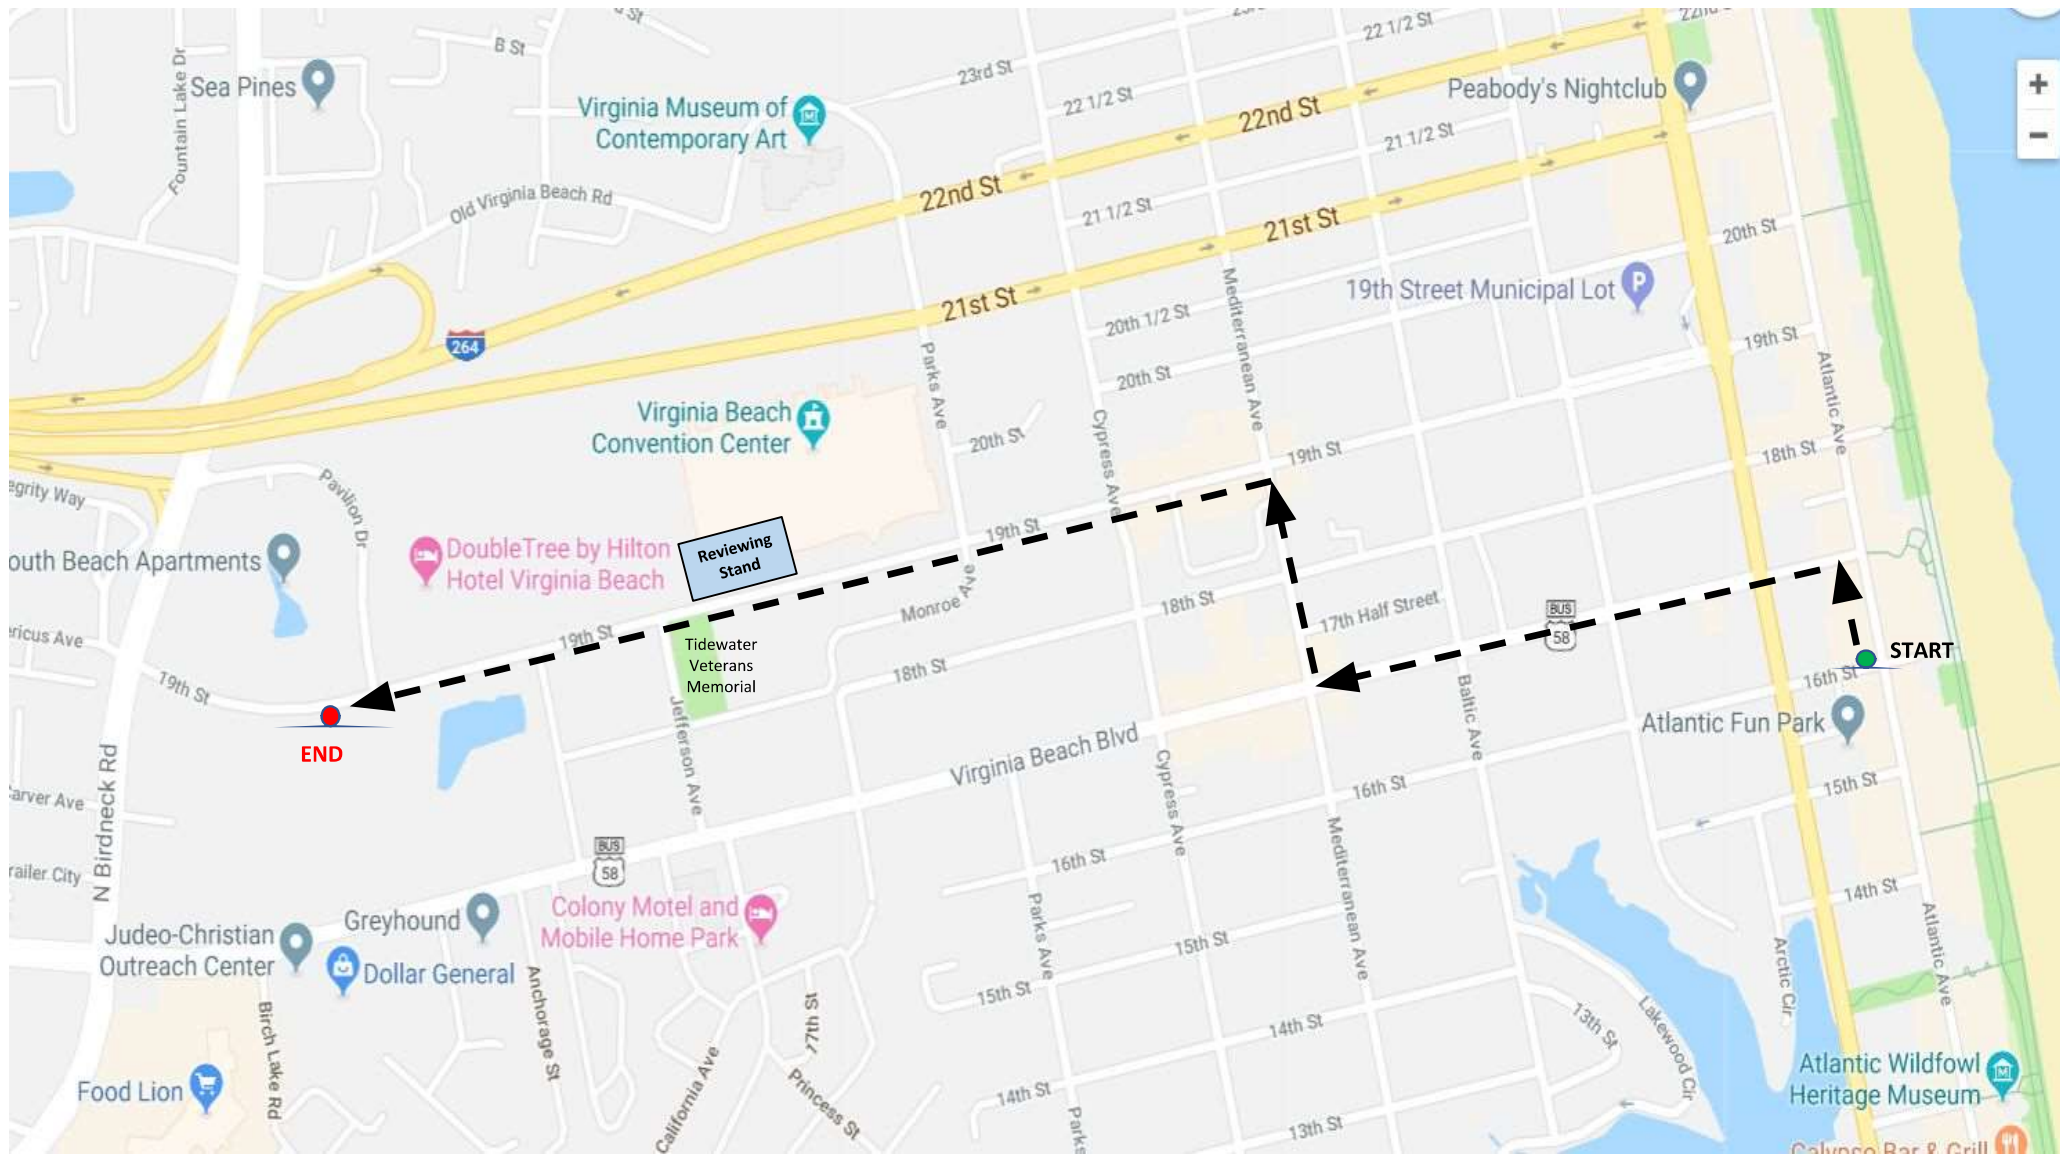 B St
Sea Pines
Fountain Lake Dr
23rd St
22 1/2 St
22 1/2 St
Peabody's Nightclub
Virginia Museum of
Contemporary Art
22nd St
22nd St
21 1/2 St
21 1/2 St
Old Virginia Beach Rd
21st St
21st St
20th St
19th Street Municipal Lot
P
Mediterranean Ave
20th 1/2 St
264
Parks Ave
20th St
19th St
Atlantic Ave
Virginia Beach
Convention Center
20th St
Cypress Ave
19th St
18th St
Pavilion Dr
19th St
Reviewing
Stand
DoubleTree by Hilton
Hotel Virginia Beach
outh Beach Apartments
Monroe Ave
18th St
17th Half Street
BUS
58
START
19th St
Tidewater
Veterans
Memorial
18th St
16th St
19th St
Atlantic Fun Park
END
Jefferson Ave
Virginia Beach Blvd
Baltic Ave
Cypress Ave
16th St
15th St
N Birdneck Rd
arver Ave
BUS
58
16th St
Mediterranean Ave
14th St
railer City
Greyhound
Colony Motel and
Mobile Home Park
Parks Ave
Atlantic Ave
Judeo-Christian
Outreach Center
Dollar General
15th St
15th St
Arctic Cir
Anchorage St
Birch Lake Rd
17th St
14th St
13th St
Lakewood Cir
Food Lion
California Ave
Princess St
14th St
Parks
13th St
Atlantic Wildfowl
Heritage Museum
Calypso Bar & Grill
egrity Way
ricus Ave
+
−